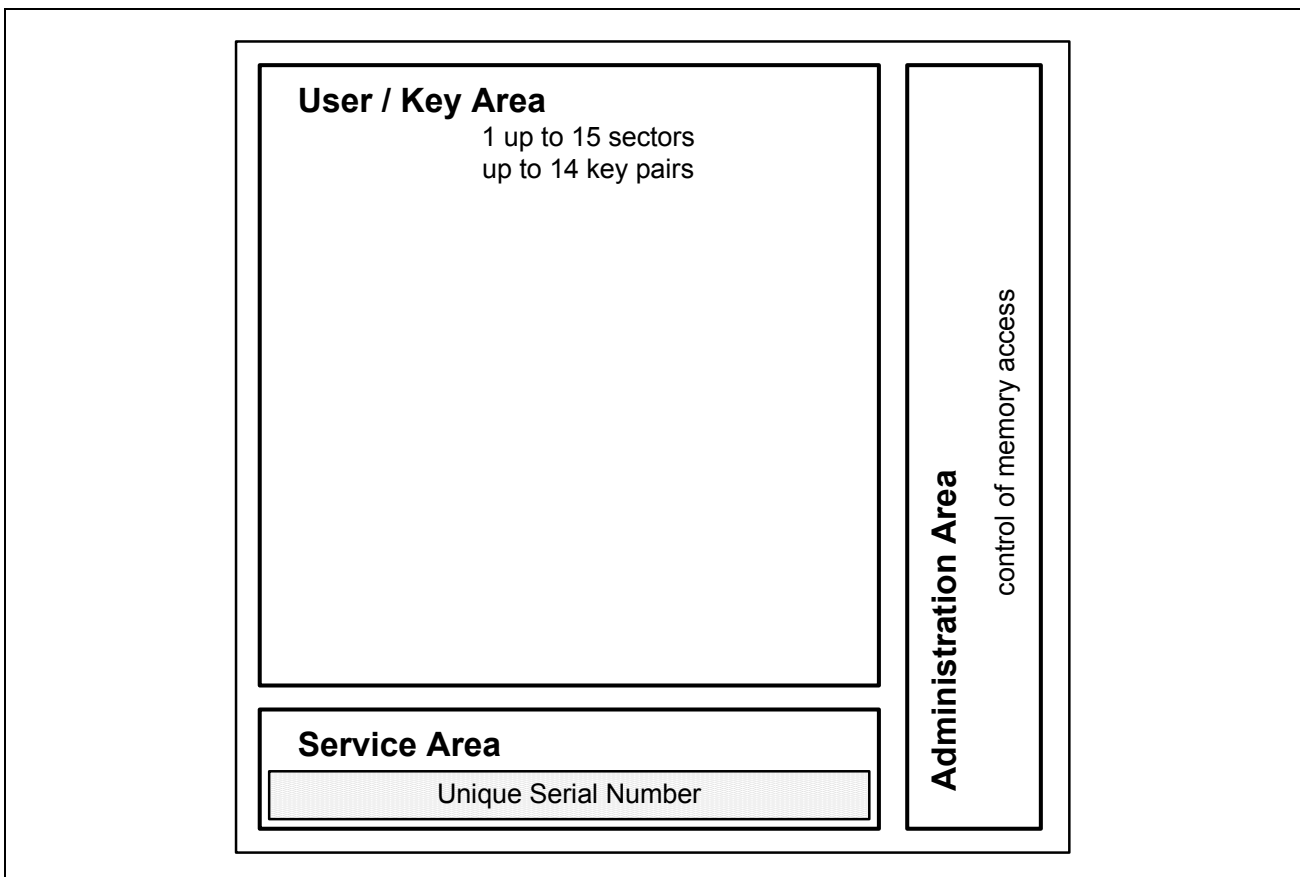 User / Key Area
1 up to 15 sectors
up to 14 key pairs
Service Area
Unique Serial Number
Administration Area
control of memory access